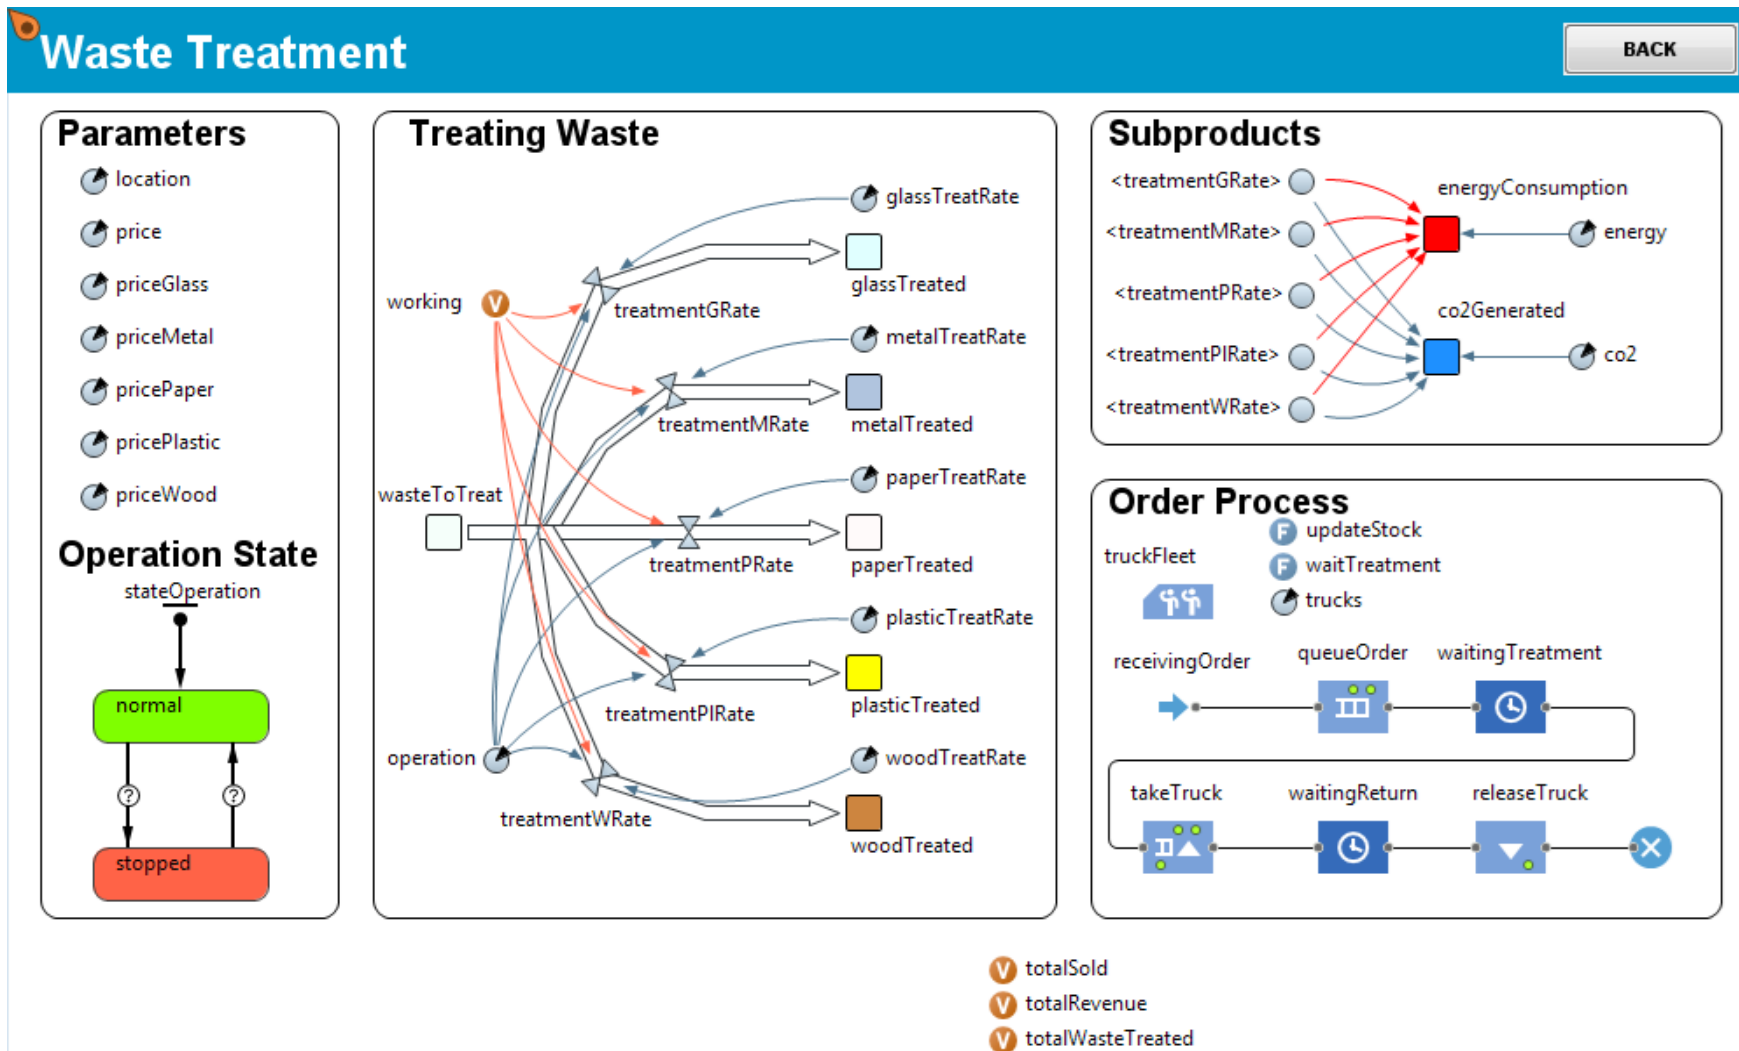 Waste Treatment
BACK
Parameters
location
price
priceGlass
priceMetal
pricePaper
pricePlastic
priceWood
Operation State
stateOperation
normal
?
?
stopped
Treating Waste
glassTreatRate
glassTreated
working
V
treatmentGRate
metalTreatRate
treatmentMRate
metalTreated
paperTreatRate
wasteToTreat
treatmentPRate
paperTreated
plasticTreatRate
treatmentPlRate
plasticTreated
operation
woodTreatRate
treatmentWRate
woodTreated
Subproducts
<treatmentGRate>
energyConsumption
<treatmentMRate>
energy
<treatmentPRate>
co2Generated
<treatmentPlRate>
co2
<treatmentWRate>
Order Process
F updateStock
truckFleet
F waitTreatment
trucks
receivingOrder
queueOrder
waitingTreatment
takeTruck
waitingReturn
releaseTruck
V totalSold
V totalRevenue
V totalWasteTreated